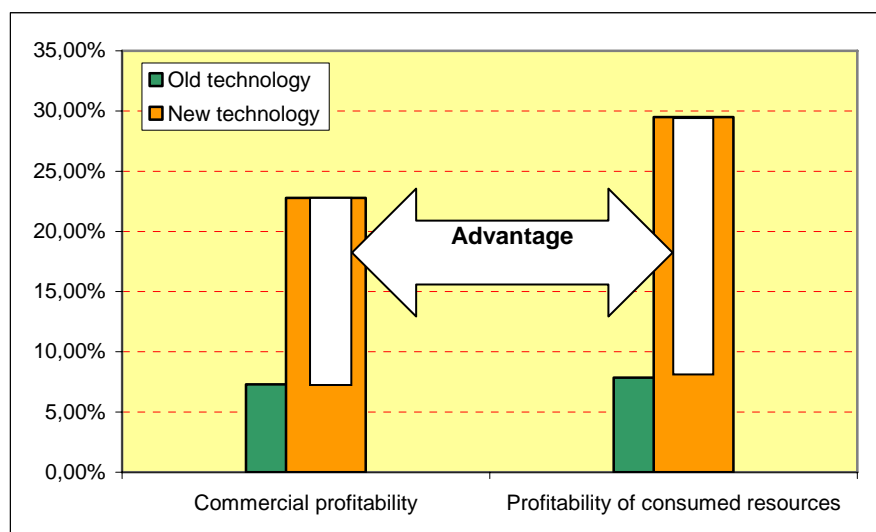 35,00%
30,00%
25,00%
20,00%
15,00%
10,00%
5,00%
0,00%
Old technology
New technology
Advantage
Commercial profitability
Profitability of consumed resources